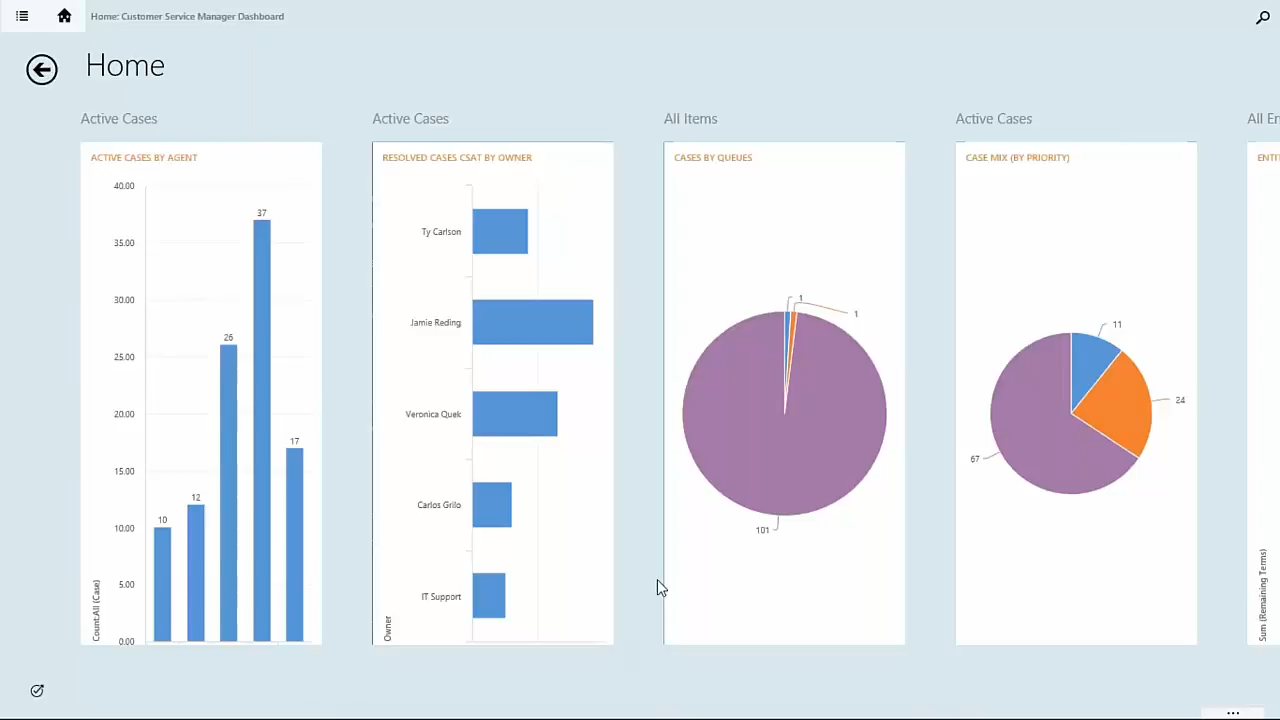 Home: Customer Service Manager Dashboard
Home
Active Cases
ACTIVE CASES BY AGENT
40.00
35.00
30.00
25.00
20.00
15.00
10.00
5.00
0.00
Count:All (Case)
10
12
26
37
17
Active Cases
RESOLVED CASES CSAT BY OWNER
Ty Carlson
Jamie Reding
Veronica Quek
Carlos Grilo
IT Support
Owner
All Items
CASES BY QUEUES
1
1
101
Active Cases
CASE MIX (BY PRIORITY)
11
24
67
All En
ENTIT
Sum (Remaining Terms)
...